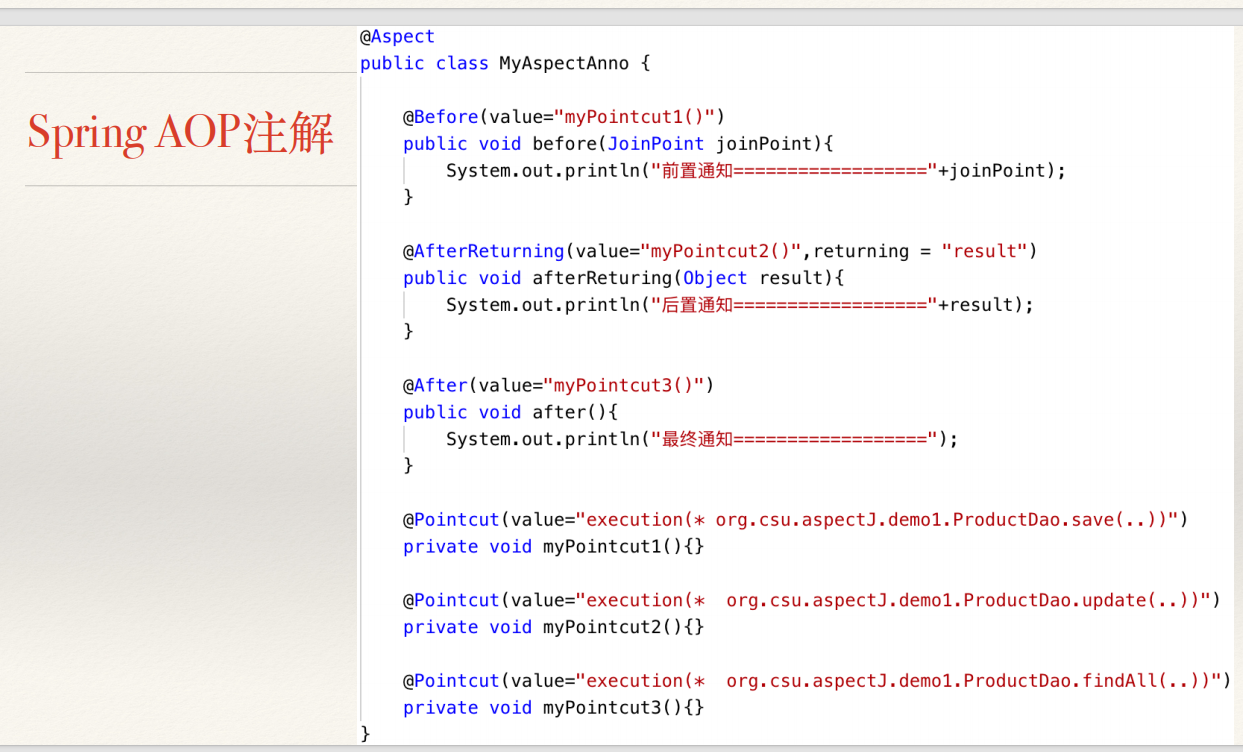 Spring AOP注解
@Aspect
public class MyAspectAnno {
@Before(value="myPointcut1()")
public void before(JoinPoint joinPoint){
System.out.println("前置通知=================="+joinPoint);
}
@AfterReturning(value="myPointcut2()",returning = "result")
public void afterReturing(Object result){
System.out.println("后置通知=================="+result);
}
@After(value="myPointcut3()")
public void after(){
System.out.println("最终通知==================");
}
@Pointcut(value="execution(* org.csu.aspectJ.demo1.ProductDao.save(..))")
private void myPointcut1(){}
@Pointcut(value="execution(*  org.csu.aspectJ.demo1.ProductDao.update(..))")
private void myPointcut2(){}
@Pointcut(value="execution(*  org.csu.aspectJ.demo1.ProductDao.findAll(..))")
private void myPointcut3(){}
}